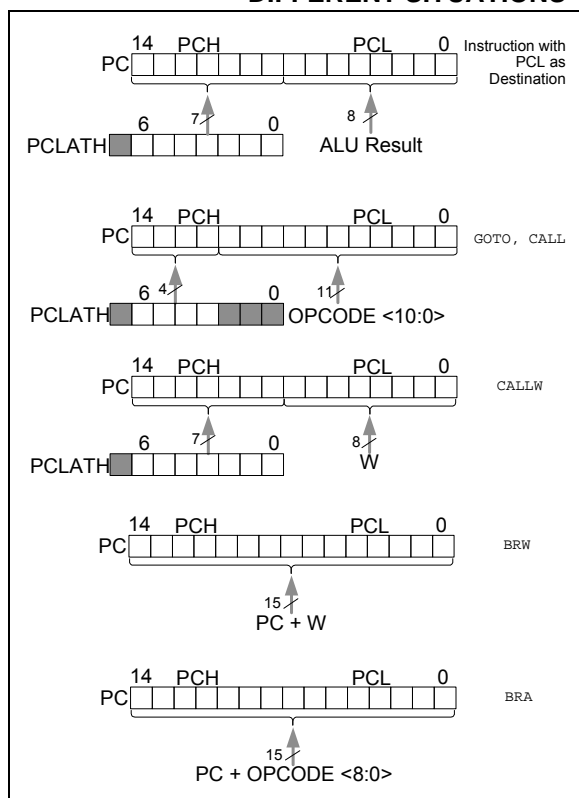 DIFFERENT SITUATIONS
14 PCH PCL 0
PC
Instruction with
PCL as
Destination
7 8
6 0
PCLATH
ALU Result
14 PCH PCL 0
PC
GOTO, CALL
4 11
6 0
PCLATH
OPCODE <10:0>
14 PCH PCL 0
PC
CALLW
7 8
6 0
PCLATH
W
14 PCH PCL 0
PC
BRW
15
PC + W
14 PCH PCL 0
PC
BRA
15
PC + OPCODE <8:0>